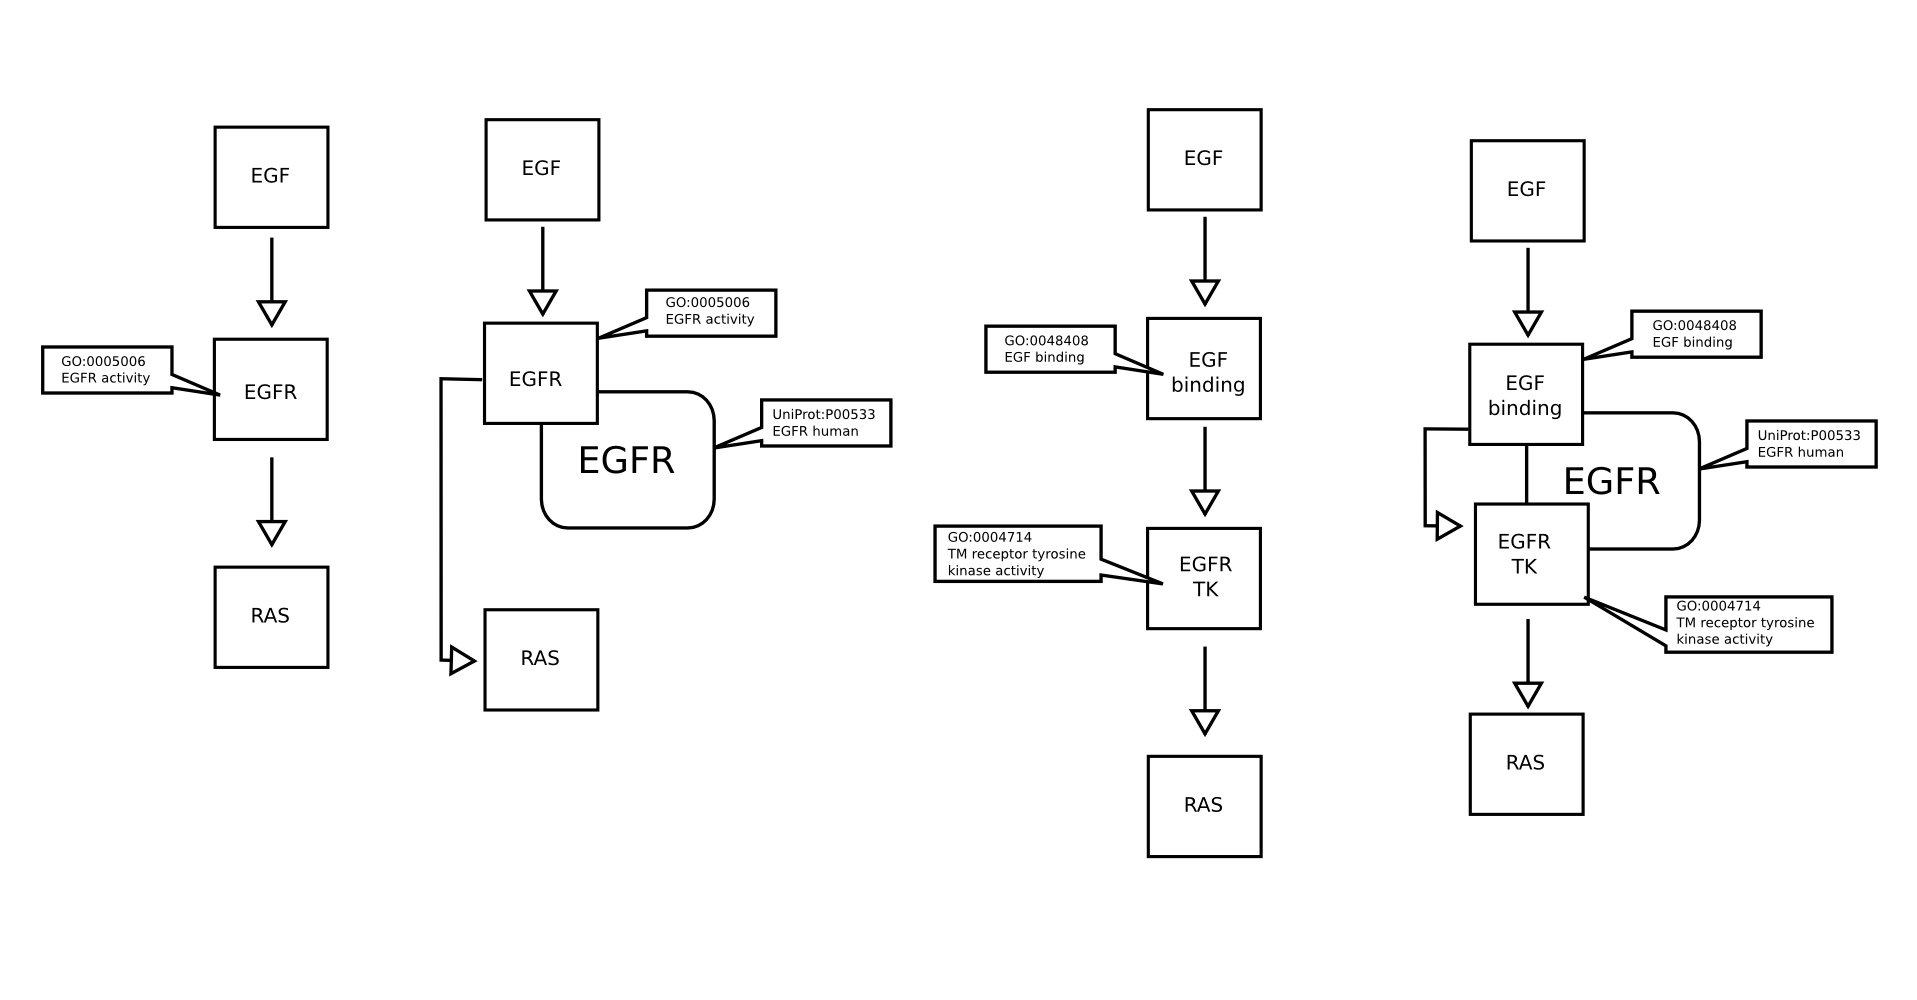 EGF
GO:0005006
EGFR activity
EGFR
RAS
EGF
GO:0005006
EGFR activity
EGFR
UniProt:P00533
EGFR human
EGFR
RAS
EGF
GO:0048408
EGF binding
EGF
binding
GO:0004714
TM receptor tyrosine
kinase activity
EGFR
TK
RAS
EGF
GO:0048408
EGF binding
EGF
binding
UniProt:P00533
EGFR human
EGFR
EGFR
TK
GO:0004714
TM receptor tyrosine
kinase activity
RAS